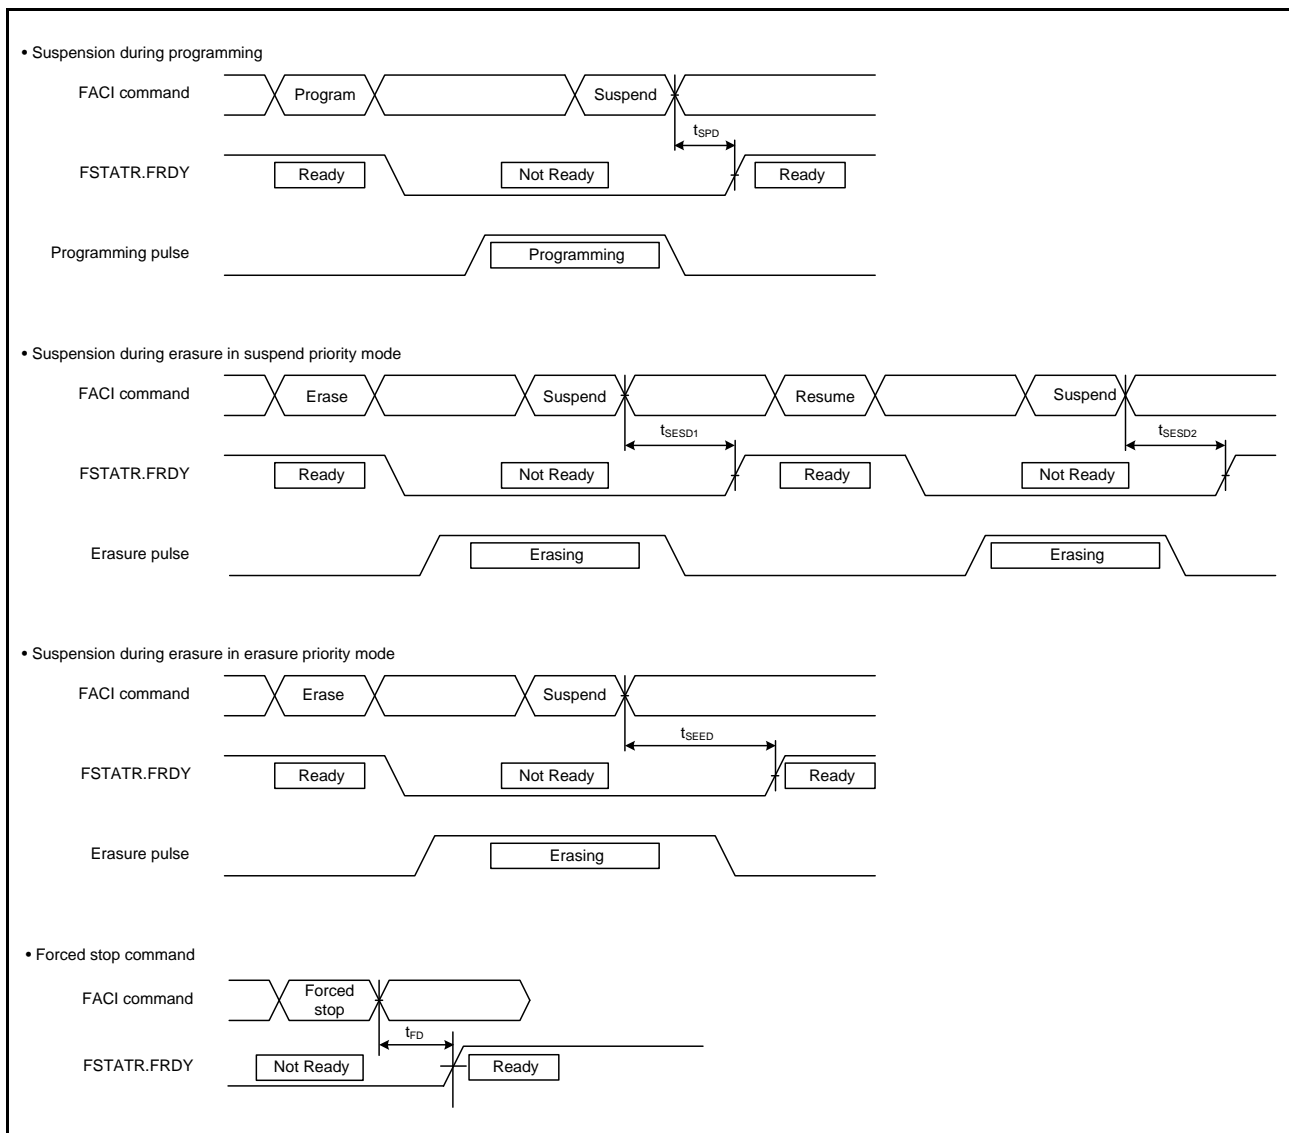 • Suspension during programming
FACI command
Program
Suspend
tSPD
FSTATR.FRDY
Ready
Not Ready
Ready
Programming pulse
Programming
• Suspension during erasure in suspend priority mode
FACI command
Erase
Suspend
Resume
Suspend
tSESD1
tSESD2
FSTATR.FRDY
Ready
Not Ready
Ready
Not Ready
Erasure pulse
Erasing
Erasing
• Suspension during erasure in erasure priority mode
FACI command
Erase
Suspend
tSEED
FSTATR.FRDY
Ready
Not Ready
Ready
Erasure pulse
Erasing
• Forced stop command
FACI command
Forced
stop
tFD
FSTATR.FRDY
Not Ready
Ready